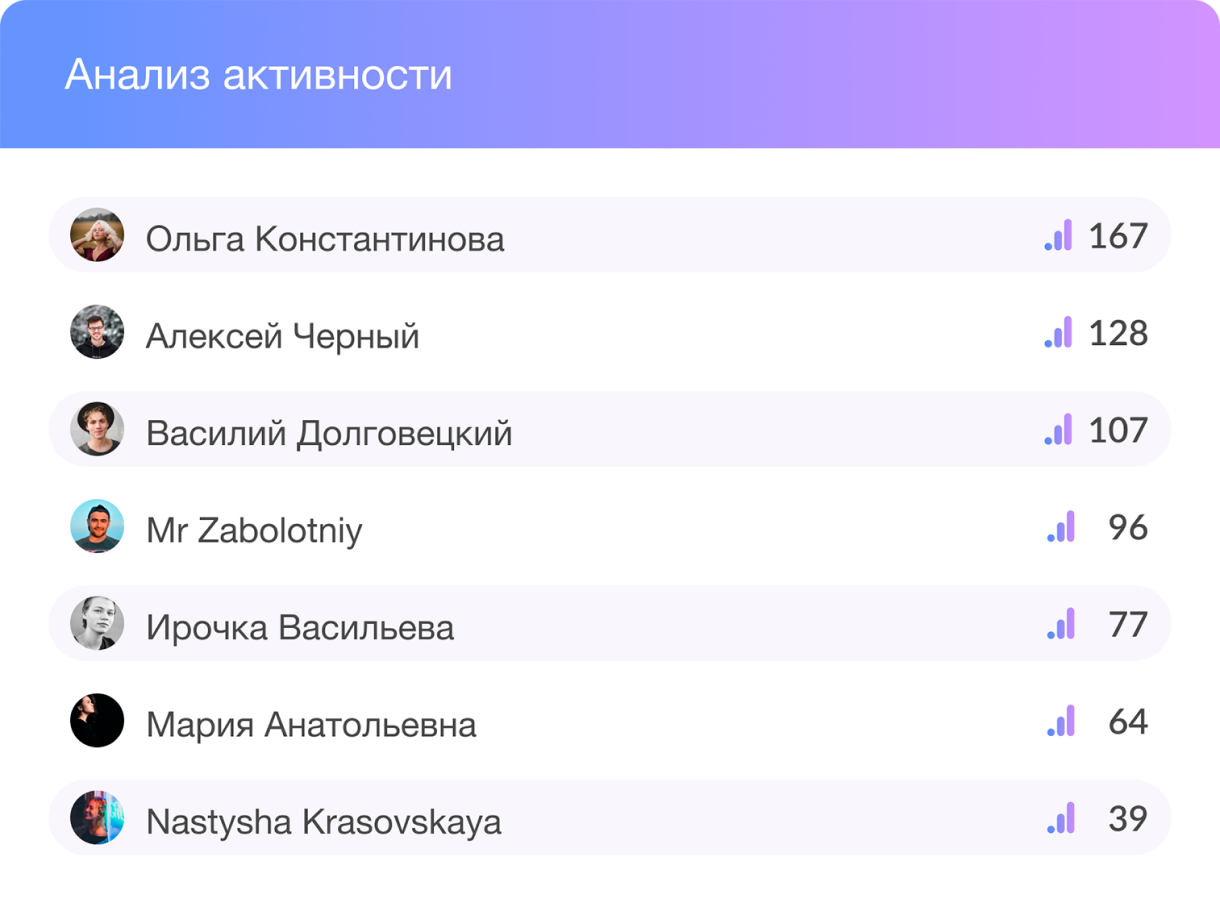 Анализ активности
Ольга Константинова 167
Алексей Черный 128
Василий Долговецкий 107
Mr Zabolotniy 96
Ирочка Васильева 77
Мария Анатольевна 64
Nastysha Krasovskaya 39